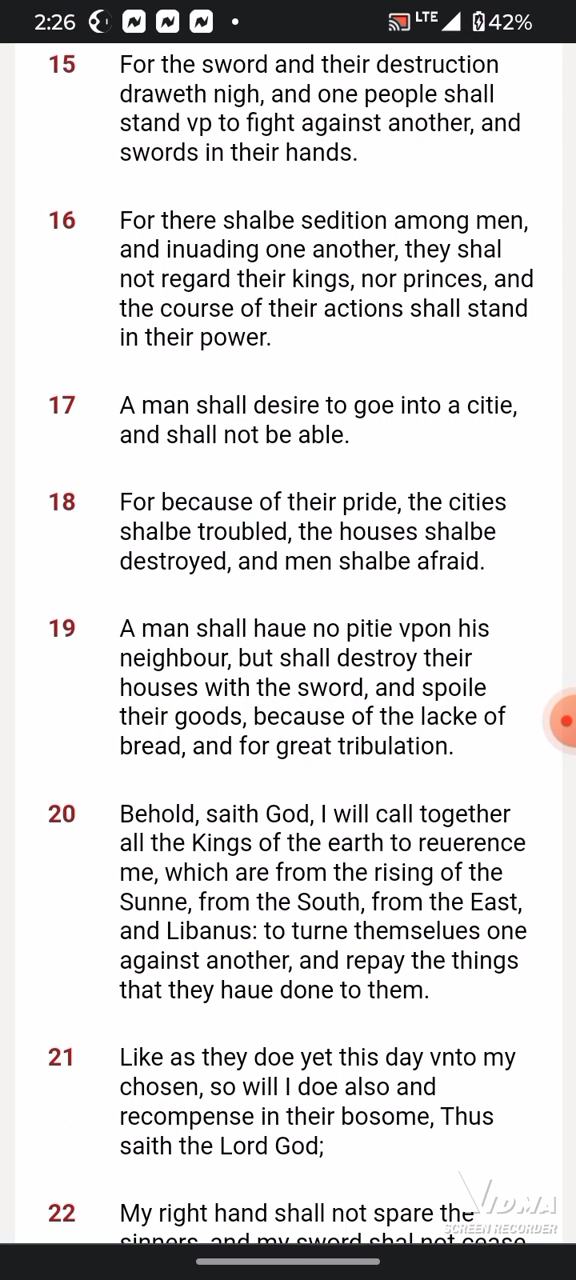 2:26
LTE
42%
15 For the sword and their destruction
draweth nigh, and one people shall
stand vp to fight against another, and
swords in their hands.
16 For there shalbe sedition among men,
and inuading one another, they shal
not regard their kings, nor princes, and
the course of their actions shall stand
in their power.
17 A man shall desire to goe into a citie,
and shall not be able.
18 For because of their pride, the cities
shalbe troubled, the houses shalbe
destroyed, and men shalbe afraid.
19 A man shall haue no pitie vpon his
neighbour, but shall destroy their
houses with the sword, and spoile
their goods, because of the lacke of
bread, and for great tribulation.
20 Behold, saith God, I will call together
all the Kings of the earth to reuerence
me, which are from the rising of the
Sunne, from the South, from the East,
and Libanus: to turne themselues one
against another, and repay the things
that they haue done to them.
21 Like as they doe yet this day vnto my
chosen, so will I doe also and
recompense in their bosome, Thus
saith the Lord God;
22 My right hand shall not spare the
sinners, and my sword shal not cease
VIDMA
SCREEN RECORDER